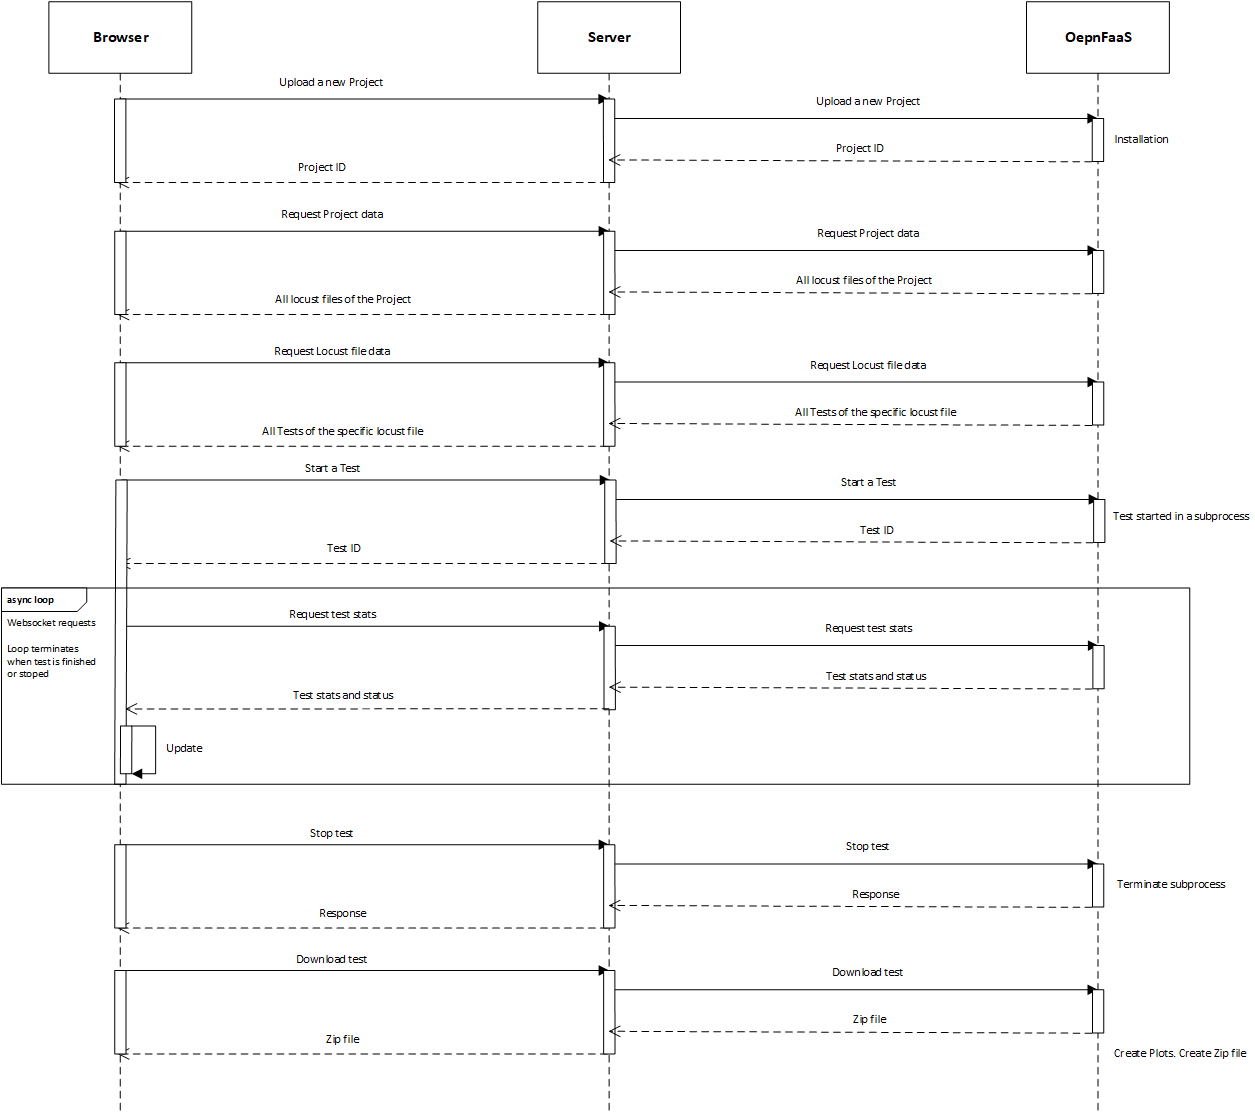 Browser
Server
OepnFaaS
Upload a new Project
Upload a new Project
Installation
Project ID
Project ID
Request Project data
Request Project data
All locust files of the Project
All locust files of the Project
Request Locust file data
Request Locust file data
All Tests of the specific locust file
All Tests of the specific locust file
Start a Test
Start a Test
Test started in a subprocess
Test ID
Test ID
async loop
Websocket requests
Loop terminates
when test is finished
or stoped
Request test stats
Request test stats
Test stats and status
Test stats and status
Update
Stop test
Stop test
Terminate subprocess
Response
Response
Download test
Download test
Zip file
Zip file
Create Plots. Create Zip file